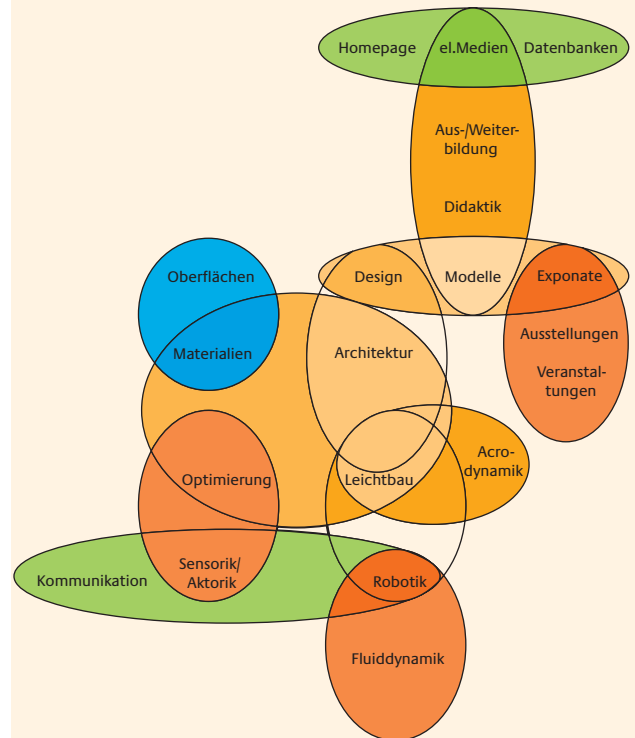 Homepage el.Medien Datenbanken
Aus-/Weiter-
bildung
Didaktik
Oberflächen Design Modelle Exponate
Ausstellungen
Materialien Architektur
Veranstal-
tungen
Acro-
dynamik
Optimierung Leichtbau
Sensorik/
Aktorik
Kommunikation Robotik
Fluiddynamik